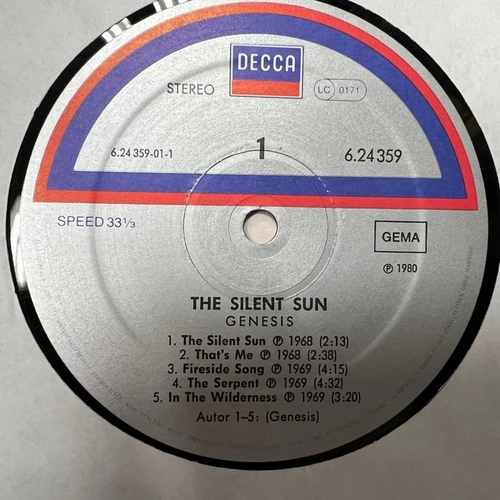 DECCA
STEREO
LC 0171
6.24 359-01-1
1
6.24 359
SPEED 33 1/3
GEMA
℗ 1980
THE SILENT SUN
GENESIS
1. The Silent Sun ℗ 1968 (2:13)
2. That's Me ℗ 1968 (2:38)
3. Fireside Song ℗ 1969 (4:15)
4. The Serpent ℗ 1969 (4:32)
5. In The Wilderness ℗ 1969 (3:20)
Autor 1–5: (Genesis)